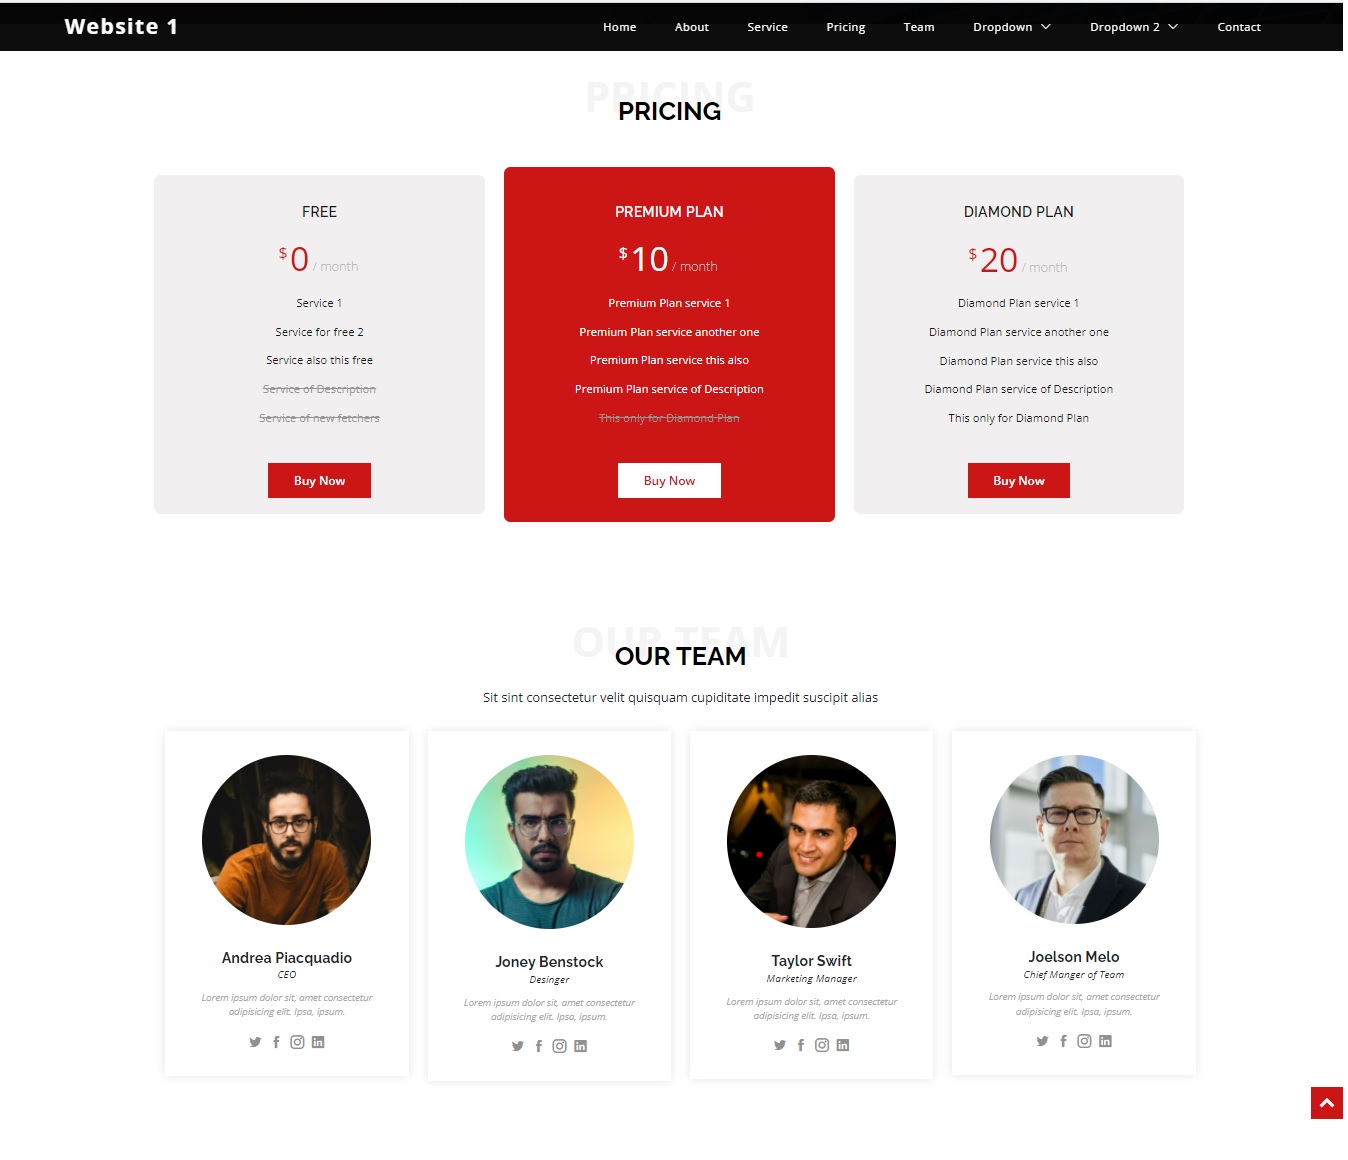 Website 1
Home About Service Pricing Team Dropdown Dropdown 2 Contact
PRICING
PRICING
FREE
$0 / month
Service 1
Service for free 2
Service also this free
Service of Description
Service of new fetchers
Buy Now
PREMIUM PLAN
$10 / month
Premium Plan service 1
Premium Plan service another one
Premium Plan service this also
Premium Plan service of Description
This only for Diamond Plan
Buy Now
DIAMOND PLAN
$20 / month
Diamond Plan service 1
Diamond Plan service another one
Diamond Plan service this also
Diamond Plan service of Description
This only for Diamond Plan
Buy Now
OUR TEAM
OUR TEAM
Sit sint consectetur velit quisquam cupiditate impedit suscipit alias
Andrea Piacquadio
CEO
Lorem ipsum dolor sit, amet consectetur
adipisicing elit. Ipsa, ipsum.
Joney Benstock
Desinger
Lorem ipsum dolor sit, amet consectetur
adipisicing elit. Ipsa, ipsum.
Taylor Swift
Marketing Manager
Lorem ipsum dolor sit, amet consectetur
adipisicing elit. Ipsa, ipsum.
Joelson Melo
Chief Manger of Team
Lorem ipsum dolor sit, amet consectetur
adipisicing elit. Ipsa, ipsum.